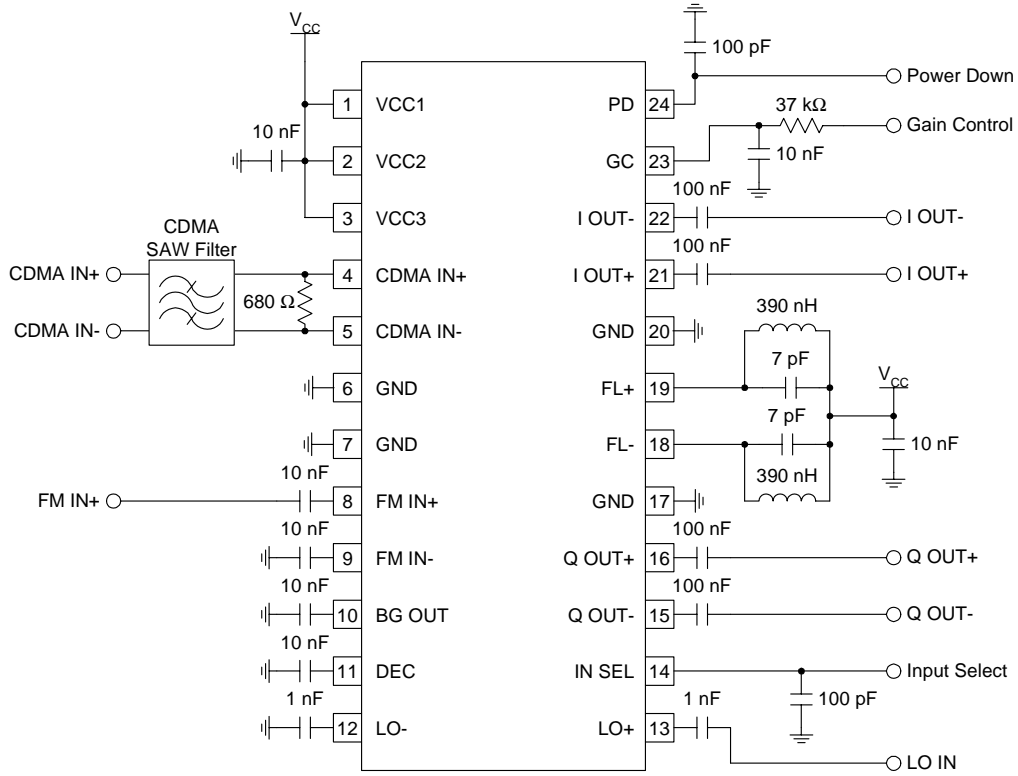 V_CC
100 pF
Power Down
1 VCC1
PD 24
37 kΩ
Gain Control
10 nF
2 VCC2
GC 23
10 nF
100 nF
3 VCC3
I OUT- 22
I OUT-
CDMA
SAW Filter
100 nF
CDMA IN+
4 CDMA IN+
I OUT+ 21
I OUT+
680 Ω
390 nH
CDMA IN-
5 CDMA IN-
GND 20
7 pF
6 GND
FL+ 19
V_CC
7 pF
7 GND
FL- 18
10 nF
10 nF
390 nH
FM IN+
8 FM IN+
GND 17
10 nF
100 nF
9 FM IN-
Q OUT+ 16
Q OUT+
10 nF
100 nF
10 BG OUT
Q OUT- 15
Q OUT-
10 nF
11 DEC
IN SEL 14
Input Select
1 nF
1 nF
100 pF
12 LO-
LO+ 13
LO IN